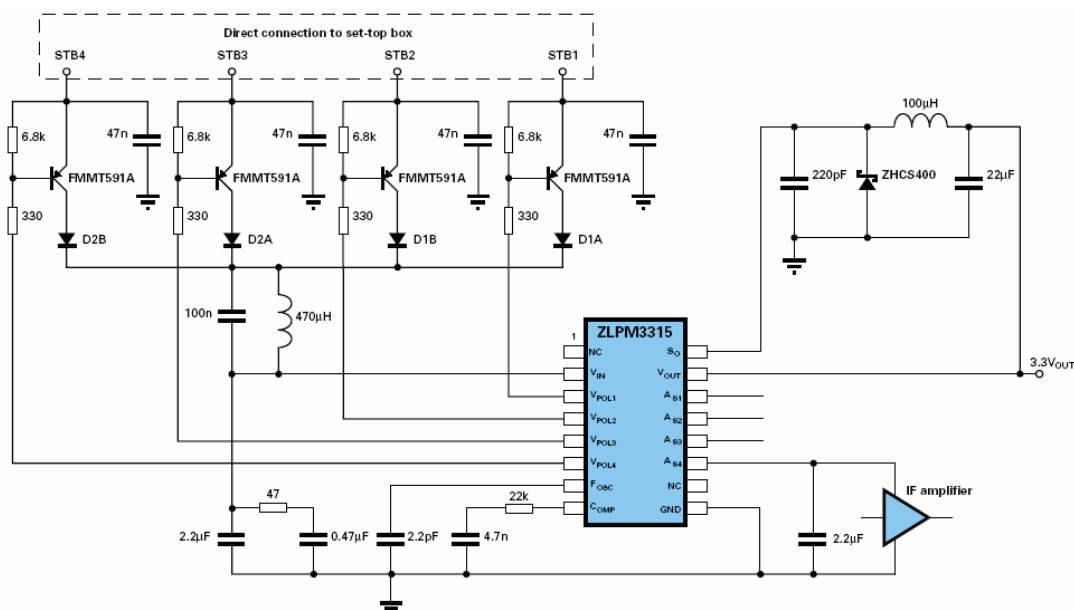 Direct connection to set-top box
STB4 STB3 STB2 STB1
6.8k 47n 6.8k 47n 6.8k 47n 6.8k 47n
FMMT591A FMMT591A FMMT591A FMMT591A
330 330 330 330
D2B D2A D1B D1A
100µH
220pF ZHCS400 22µF
100n 470µH
ZLPM3315
1
NC SO
VIN VOUT 3.3VOUT
VPOL1 AS1
VPOL2 AS2
VPOL3 AS3
VPOL4 AS4
FOSC NC
COMP GND
IF amplifier
47 22k
2.2µF 0.47µF 2.2pF 4.7n 2.2µF